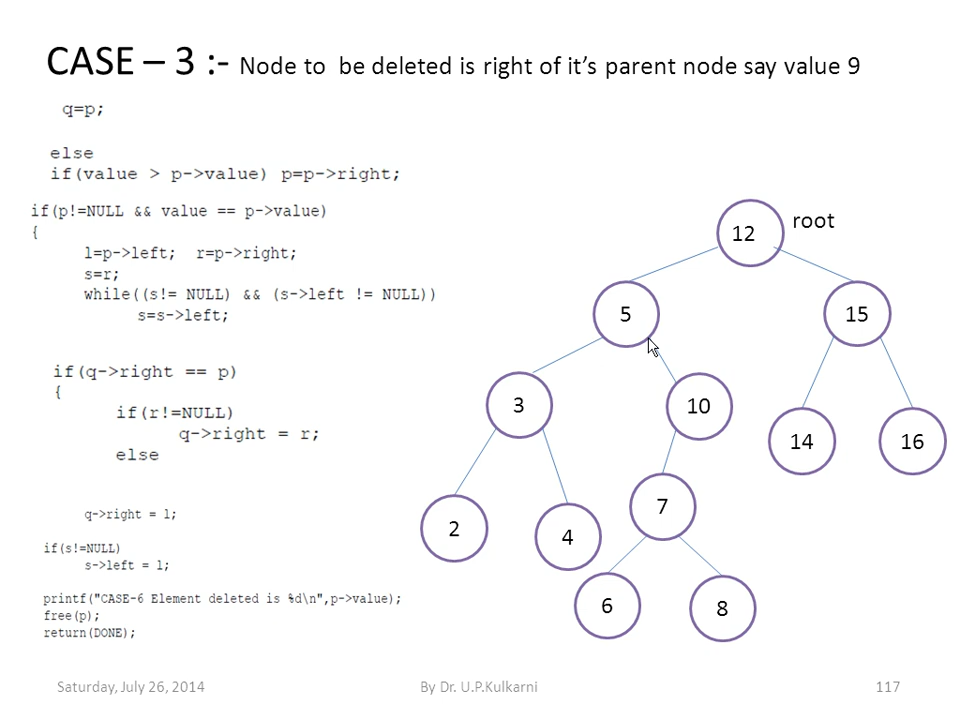 CASE – 3 :- Node to  be deleted is right of it’s parent node say value 9
q=p;
else
if(value > p->value) p=p->right;
if(p!=NULL && value == p->value)
{
l=p->left;  r=p->right;
s=r;
while((s!= NULL) && (s->left != NULL))
s=s->left;
if(q->right == p)
{
if(r!=NULL)
q->right = r;
else
q->right = l;
if(s!=NULL)
s->left = l;
printf("CASE-6 Element deleted is %d\n",p->value);
free(p);
return(DONE);
12
root
5
15
3
10
14
16
2
4
7
6
8
Saturday, July 26, 2014
By Dr. U.P.Kulkarni
117